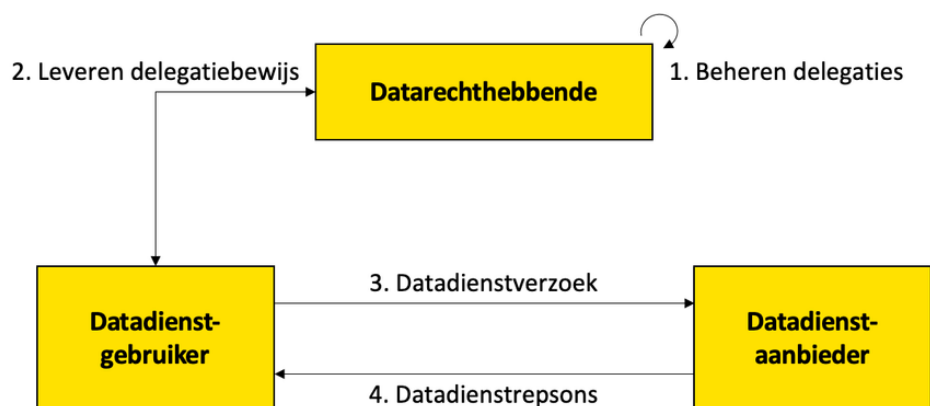 2. Leveren delegatiebewijs
Datarechthebbende
1. Beheren delegaties
3. Datadienstverzoek
Datadienst-
gebruiker
Datadienst-
aanbieder
4. Datadienstrepsons